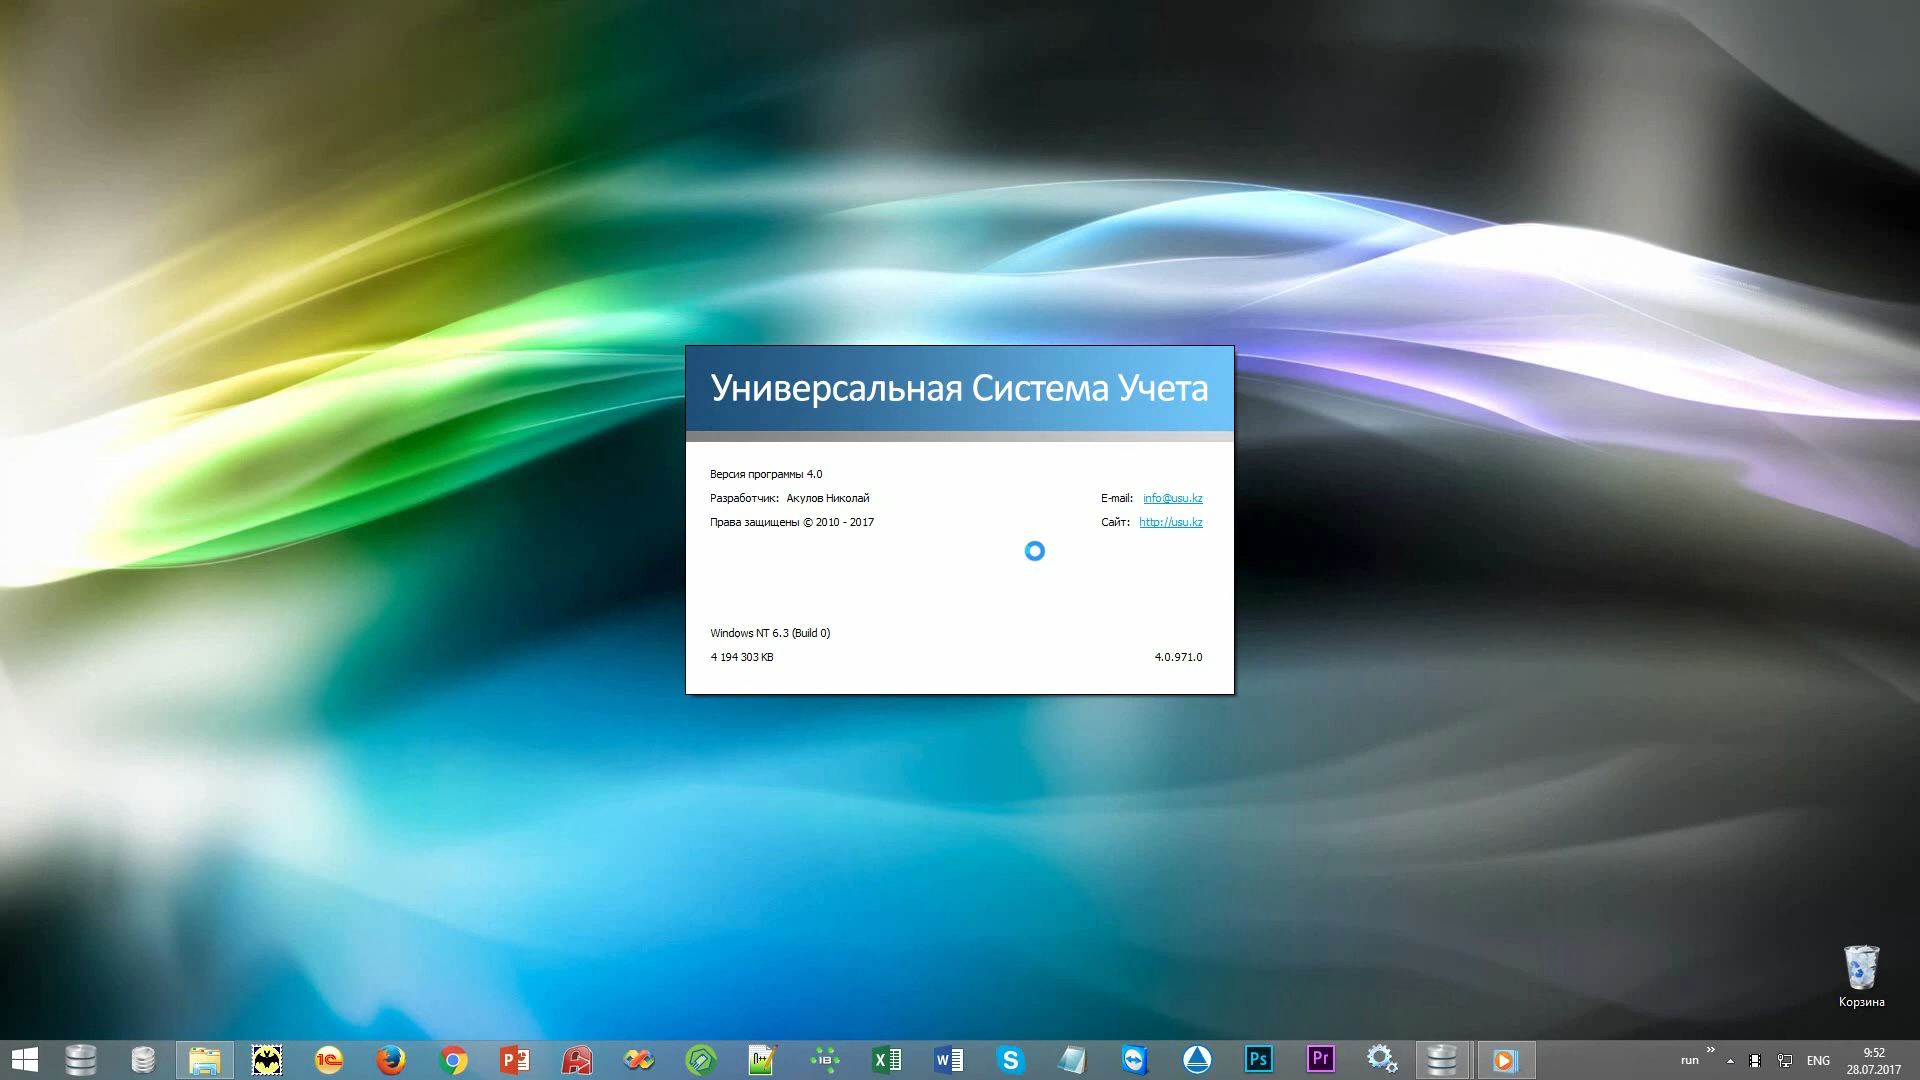 Универсальная Система Учета
Версия программы 4.0
Разработчик: Акулов Николай
E-mail: info@usu.kz
Права защищены © 2010 - 2017
Сайт: http://usu.kz
Windows NT 6.3 (Build 0)
4 194 303 KB
4.0.971.0
Корзина
run
ENG
9:52
28.07.2017